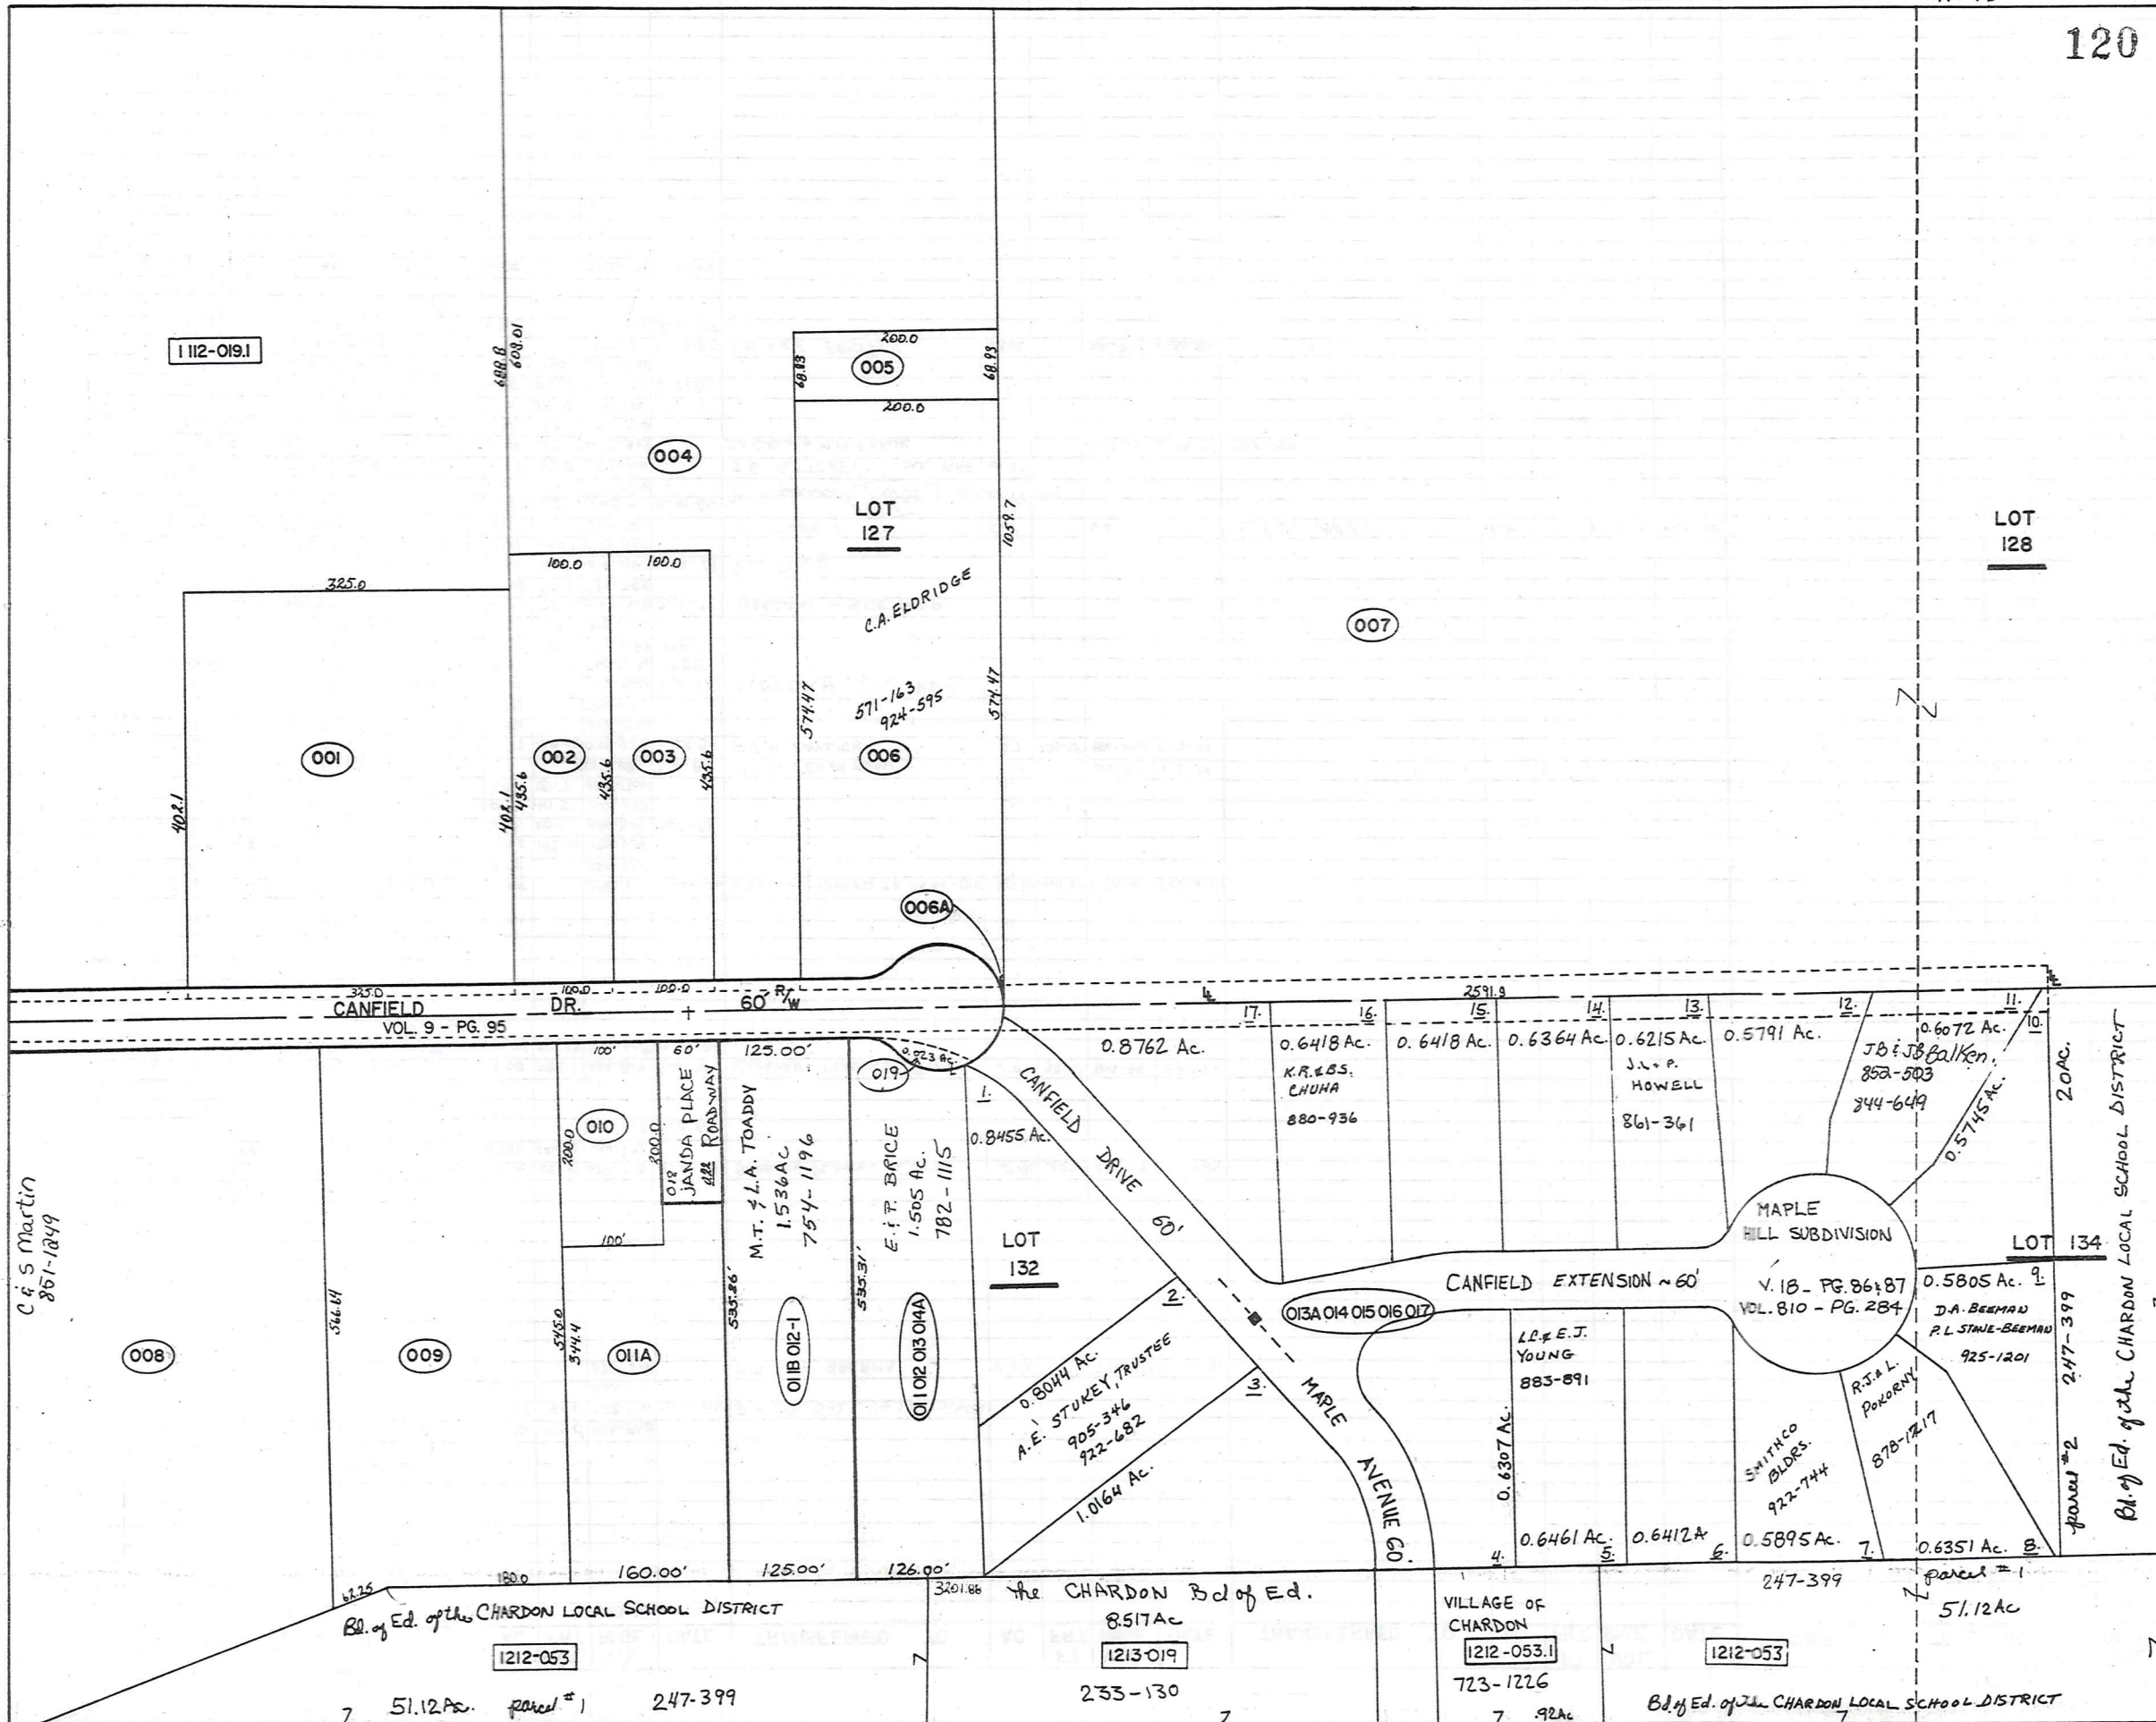 120
1112-019.1
688.8
608.01
200.0
68.93
005
68.93
200.0
004
LOT
127
1059.7
LOT
128
325.0
100.0
100.0
C.A. ELDRIDGE
007
571-163
924-595
574.47
574.47
001
002
003
006
402.1
402.1
435.6
435.6
435.6
006A
325.0
100.0
100.0
CANFIELD DR. 60' R/W
VOL. 9 - PG. 95
2591.9
17.
16.
15.
14.
13.
12.
11.
10.
0.8762 Ac.
0.6418 Ac.
0.6418 Ac.
0.6364 Ac.
0.6215 Ac.
0.5791 Ac.
0.6072 Ac.
K.R. & B.S.
CHUHA
880-936
J.L. + P.
HOWELL
861-361
JB & JB Balken.
852-503
844-649
0.5745 Ac.
20 AC.
100'
60'
125.00'
0.023 Ac.
019
1.
0.8455 Ac.
010
200.0
200.0
018
JANDA PLACE
ROADWAY
100'
M.T. & L.A. TOADDY
1.536 AC.
754-1196
E. & P. BRICE
1.505 Ac.
782-1115
CANFIELD DRIVE 60'
LOT
132
C & S Martin
851-1249
566.64
545.0
544.4
535.86'
535.31'
008
009
011A
011B 012-1
011 012 013 014A
2.
0.8044 Ac.
A.E. STUKEY, TRUSTEE
905-346
922-682
3.
1.0164 Ac.
MAPLE AVENUE 60'
013A 014 015 016 017
CANFIELD EXTENSION ~ 60'
MAPLE
HILL SUBDIVISION
V. 18 - PG. 86 & 87
VOL. 810 - PG. 284
LOT 134
0.5805 Ac. 9.
D.A. BEEMAN
P.L. STONE-BEEMAN
925-1201
L.L. & E.J.
YOUNG
883-891
0.6307 Ac.
SMITHCO
BLDRS.
922-744
R.J. & L.
POKORNY
878-1217
4.
0.6461 Ac.
5.
0.6412 A
6.
0.5895 Ac.
7.
0.6351 Ac.
8.
parcel #2 247-399
Bd. of Ed. of the CHARDON LOCAL SCHOOL DISTRICT
62.25
180.0
160.00'
125.00'
126.00'
3201.88
Bd. of Ed. of the CHARDON LOCAL SCHOOL DISTRICT
1212-053
51.12 Ac. parcel #1 247-399
the CHARDON Bd of Ed.
8.517 Ac
1213-019
233-130
VILLAGE OF
CHARDON
1212-053.1
723-1226
.92 Ac
247-399
parcel #1
51.12 Ac
1212-053
Bd. of Ed. of the CHARDON LOCAL SCHOOL DISTRICT